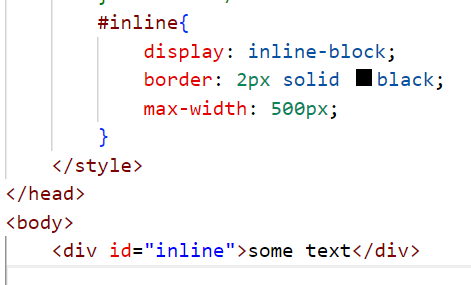 #inline{
display: inline-block;
border: 2px solid black;
max-width: 500px;
}
</style>
</head>
<body>
<div id="inline">some text</div>